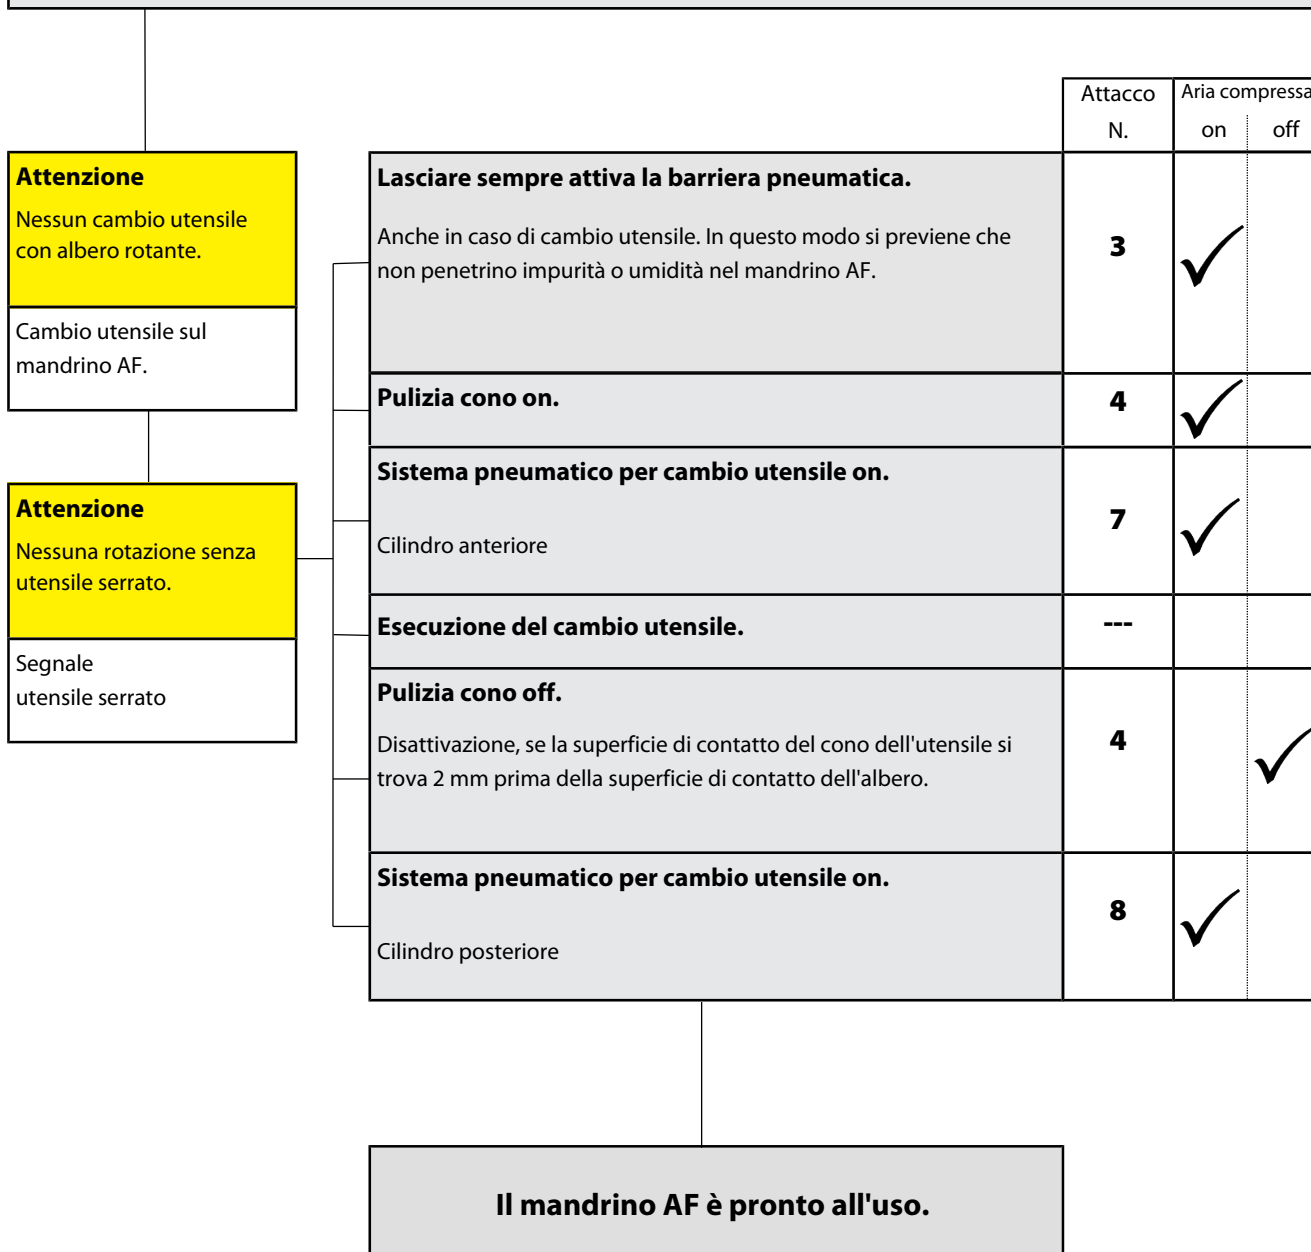 Attacco
N.
Aria compressa
on
off
Attenzione
Nessun cambio utensile
con albero rotante.
Cambio utensile sul
mandrino AF.
Attenzione
Nessuna rotazione senza
utensile serrato.
Segnale
utensile serrato
Lasciare sempre attiva la barriera pneumatica.
Anche in caso di cambio utensile. In questo modo si previene che
non penetrino impurità o umidità nel mandrino AF.
3
Pulizia cono on.
4
Sistema pneumatico per cambio utensile on.
Cilindro anteriore
7
Esecuzione del cambio utensile.
---
Pulizia cono off.
Disattivazione, se la superficie di contatto del cono dell'utensile si
trova 2 mm prima della superficie di contatto dell'albero.
4
Sistema pneumatico per cambio utensile on.
Cilindro posteriore
8
Il mandrino AF è pronto all'uso.